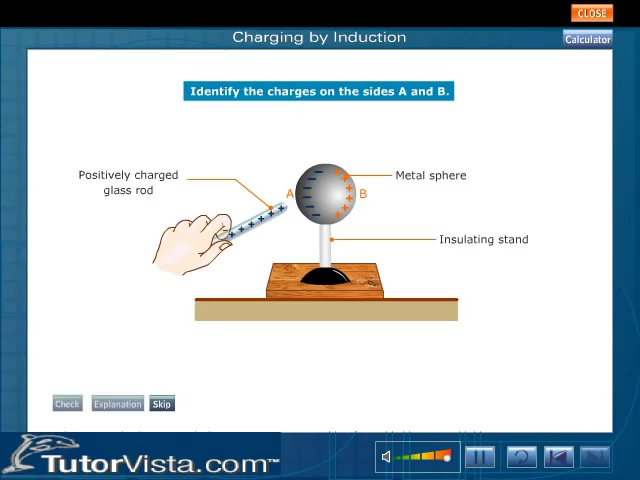 CLOSE
Charging by Induction
Calculator
Identify the charges on the sides A and B.
Positively charged
glass rod
A
B
Metal sphere
Insulating stand
Check
Explanation
Skip
TutorVista.com™